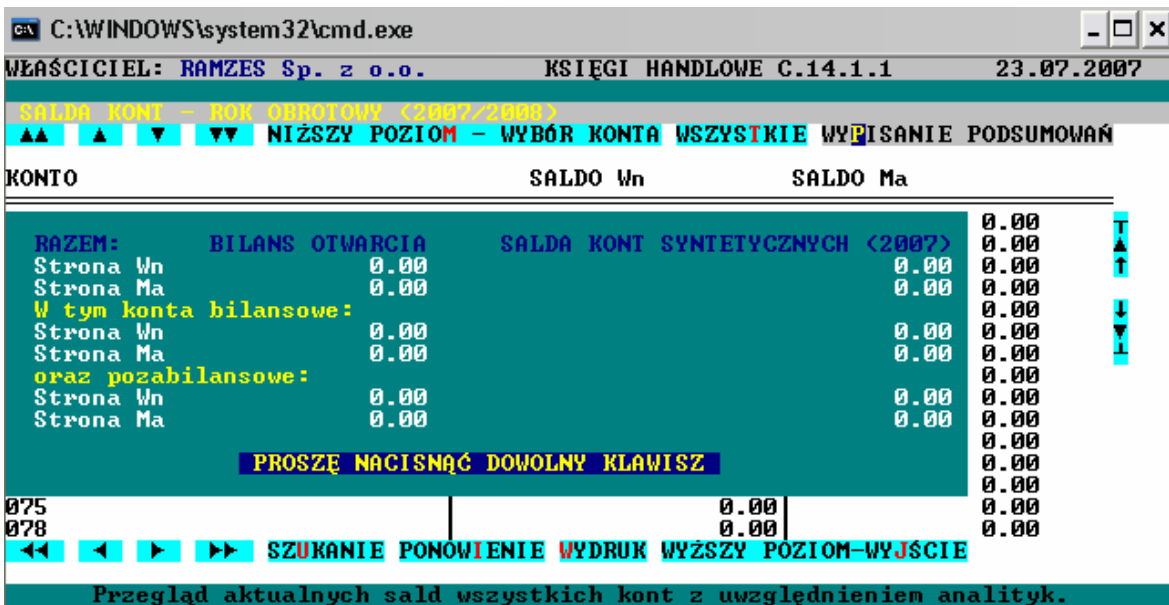 C:\WINDOWS\system32\cmd.exe
WŁAŚCICIEL: RAMZES Sp. z o.o. KSIĘGI HANDLOWE C.14.1.1 23.07.2007
SALDA KONT - ROK OBROTOWY (2007/2008)
NIŻSZY POZIOM - WYBÓR KONTA WSZYSTKIE WYPISANIE PODSUMOWAŃ
KONTO SALDO Wn SALDO Ma
0.00
RAZEM: BILANS OTWARCIA SALDA KONT SYNTETYCZNYCH (2007) 0.00
Strona Wn 0.00 0.00 0.00
Strona Ma 0.00 0.00 0.00
W tym konta bilansowe: 0.00
Strona Wn 0.00 0.00 0.00
Strona Ma 0.00 0.00 0.00
oraz pozabilansowe: 0.00
Strona Wn 0.00 0.00 0.00
Strona Ma 0.00 0.00 0.00
0.00
PROSZĘ NACISNĄĆ DOWOLNY KLAWISZ 0.00
0.00
075 0.00 0.00
078 0.00 0.00
SZUKANIE PONOWIENIE WYDRUK WYŻSZY POZIOM-WYJŚCIE
Przegląd aktualnych sald wszystkich kont z uwzględnieniem analityk.